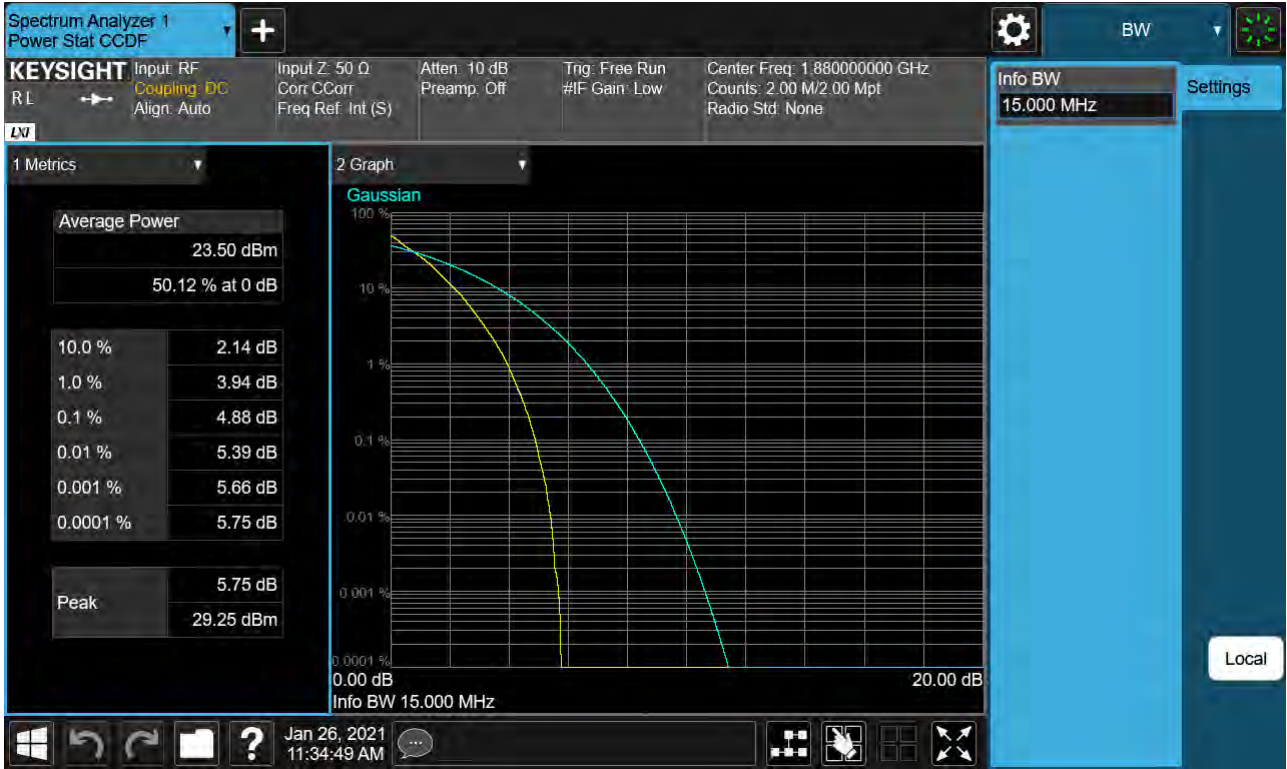 Spectrum Analyzer 1
Power Stat CCDF
BW
KEYSIGHT
R L
LXI
Input: RF
Coupling: DC
Align: Auto
Input Z: 50 Ω
Corr CCorr
Freq Ref: Int (S)
Atten: 10 dB
Preamp: Off
Trig: Free Run
#IF Gain: Low
Center Freq: 1.880000000 GHz
Counts: 2.00 M/2.00 Mpt
Radio Std: None
Info BW
15.000 MHz
Settings
1 Metrics
Average Power
23.50 dBm
50.12 % at 0 dB
10.0 % 2.14 dB
1.0 % 3.94 dB
0.1 % 4.88 dB
0.01 % 5.39 dB
0.001 % 5.66 dB
0.0001 % 5.75 dB
Peak
5.75 dB
29.25 dBm
2 Graph
Gaussian
100 %
10 %
1 %
0.1 %
0.01 %
0.001 %
0.0001 %
0.00 dB 20.00 dB
Info BW 15.000 MHz
Local
?
Jan 26, 2021
11:34:49 AM